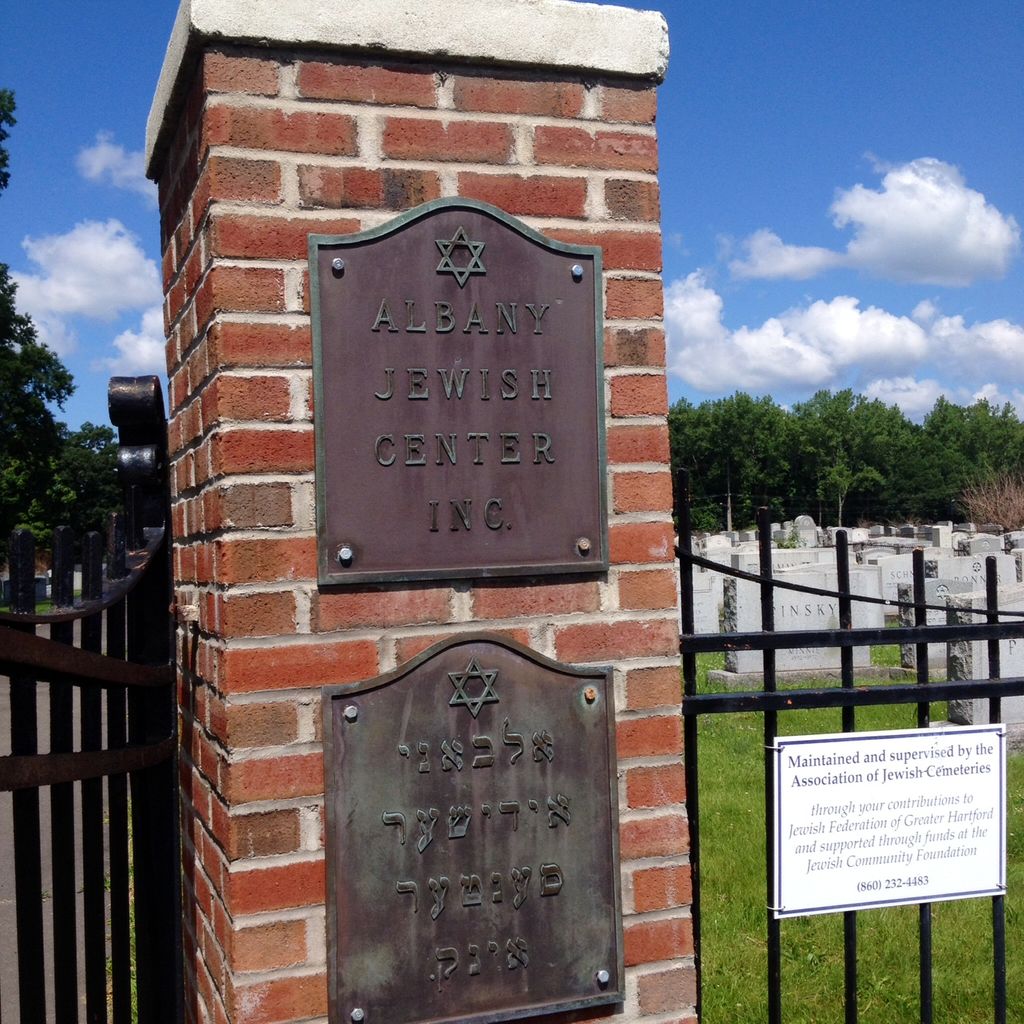 ALBANY
JEWISH
CENTER
INC.
אלבאני
אידישער
סענטער
אינק.
PINSKY
Maintained and supervised by the
Association of Jewish Cemeteries
through your contributions to
Jewish Federation of Greater Hartford
and supported through funds at the
Jewish Community Foundation
(860) 232-4483